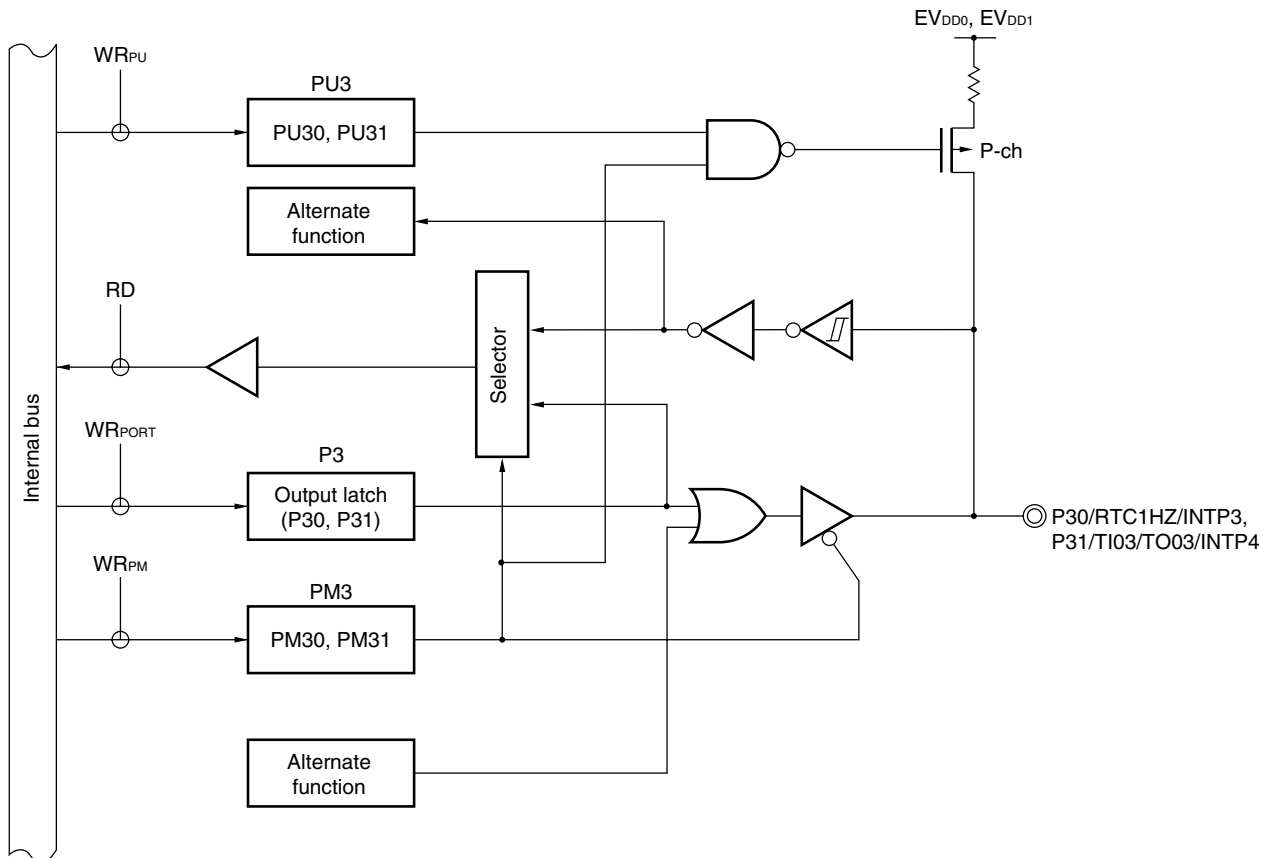 EVDD0, EVDD1
WRPU
PU3
PU30, PU31
P-ch
Alternate
function
RD
Selector
Internal bus
WRPORT
P3
Output latch
(P30, P31)
P30/RTC1HZ/INTP3,
P31/TI03/TO03/INTP4
WRPM
PM3
PM30, PM31
Alternate
function